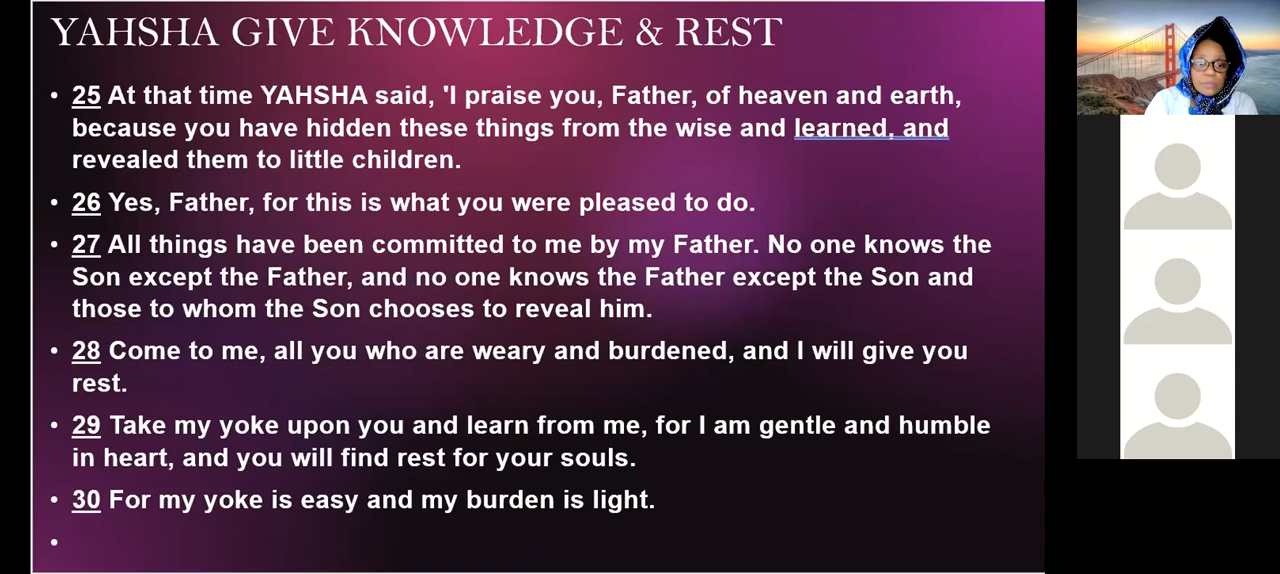 YAHSHA GIVE KNOWLEDGE & REST
• 25 At that time YAHSHA said, 'I praise you, Father, of heaven and earth,
because you have hidden these things from the wise and learned, and
revealed them to little children.
• 26 Yes, Father, for this is what you were pleased to do.
• 27 All things have been committed to me by my Father. No one knows the
Son except the Father, and no one knows the Father except the Son and
those to whom the Son chooses to reveal him.
• 28 Come to me, all you who are weary and burdened, and I will give you
rest.
• 29 Take my yoke upon you and learn from me, for I am gentle and humble
in heart, and you will find rest for your souls.
• 30 For my yoke is easy and my burden is light.
•